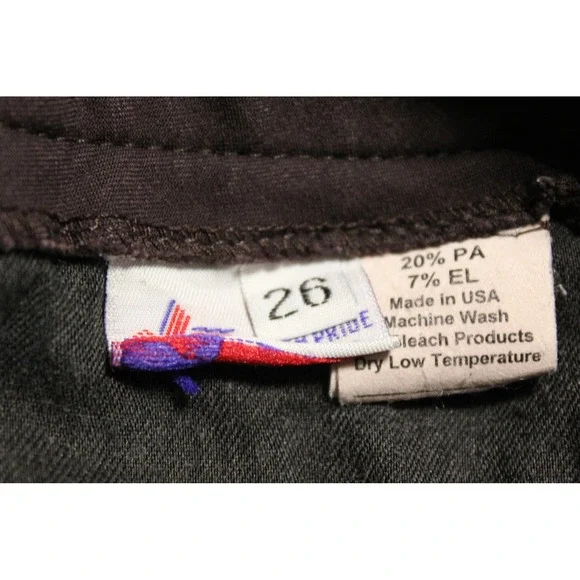 26
PRIDE
20% PA
7% EL
Made in USA
Machine Wash
Bleach Products
Dry Low Temperature